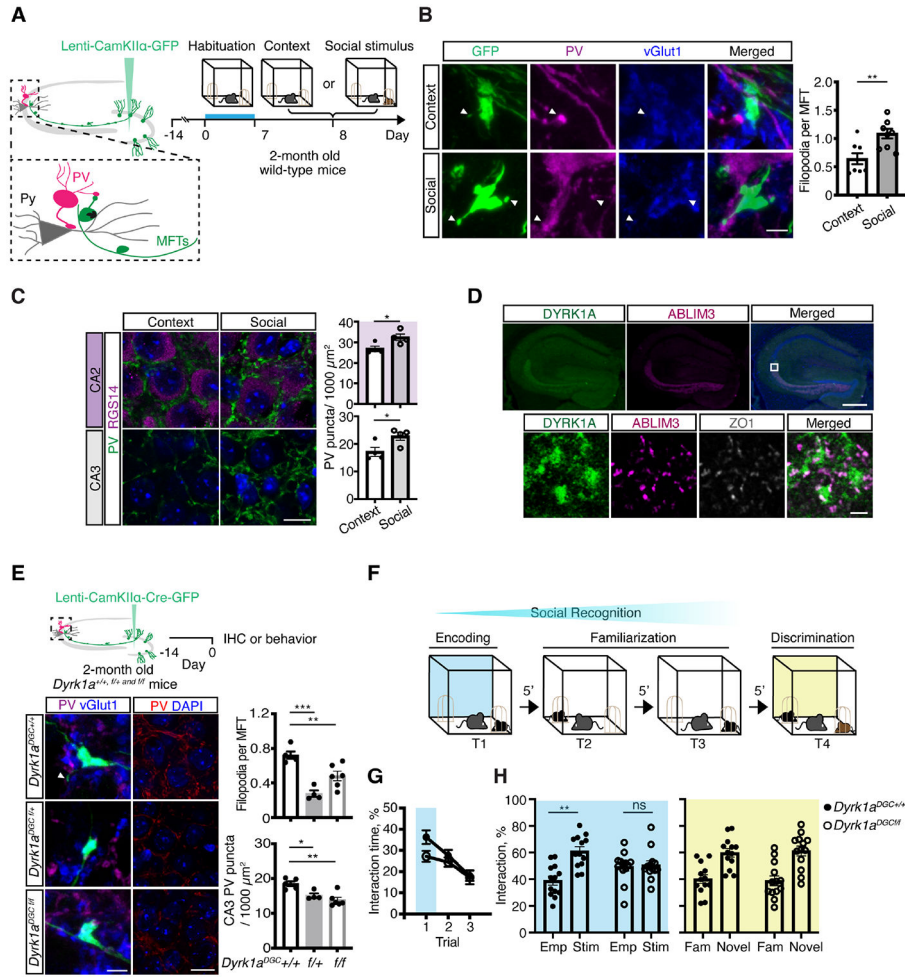 A
Lenti-CamKIIα-GFP
Habituation Context Social stimulus
or
-14 0 7 8 Day
2-month old
wild-type mice
PV
Py
MFTs
B
GFP PV vGlut1 Merged
Context
Social
Filopodia per MFT
2.0
1.5
1.0
0.5
0
**
Context
Social
C
Context Social
CA2
CA3
PV RGS14
PV puncta/ 1000 µm²
40
30
20
10
0
*
40
30
20
10
0
*
Context
Social
D
DYRK1A ABLIM3 Merged
DYRK1A ABLIM3 ZO1 Merged
E
Lenti-CamKIIα-Cre-GFP
-14 0 IHC or behavior
Day
2-month old
Dyrk1a+/+, f/+ and f/f mice
PV vGlut1 PV DAPI
Dyrk1aDGC+/+
Dyrk1aDGC f/+
Dyrk1aDGC f/f
Filopodia per MFT
1.2
0.8
0.4
0
***
**
CA3 PV puncta
/ 1000 µm²
30
20
10
0
*
**
Dyrk1aDGC +/+ f/+ f/f
F
Social Recognition
Encoding Familiarization Discrimination
5’ 5’ 5’
T1 T2 T3 T4
G
Interaction time, %
50
40
30
20
10
0
1 2 3
Trial
H
Interaction, %
100
80
60
40
20
0
** ns
Emp Stim Emp Stim
Fam Novel Fam Novel
Dyrk1aDGC+/+
Dyrk1aDGCf/f